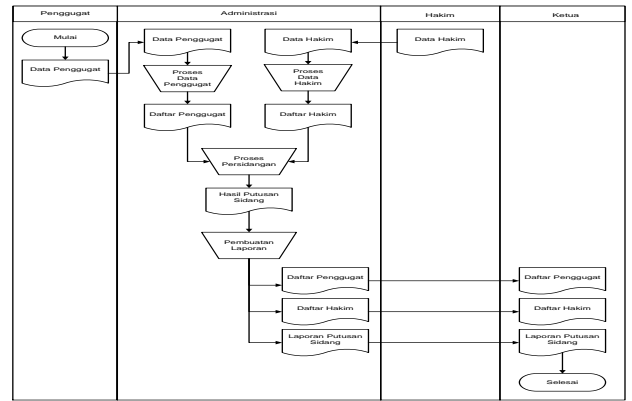 Penggugat
Administrasi
Hakim
Ketua
Mulai
Data Penggugat
Data Penggugat
Proses
Data
Penggugat
Daftar Penggugat
Data Hakim
Proses
Data
Hakim
Daftar Hakim
Data Hakim
Proses
Persidangan
Hasil Putusan
Sidang
Pembuatan
Laporan
Daftar Penggugat
Daftar Penggugat
Daftar Hakim
Daftar Hakim
Laporan Putusan
Sidang
Laporan Putusan
Sidang
Selesai